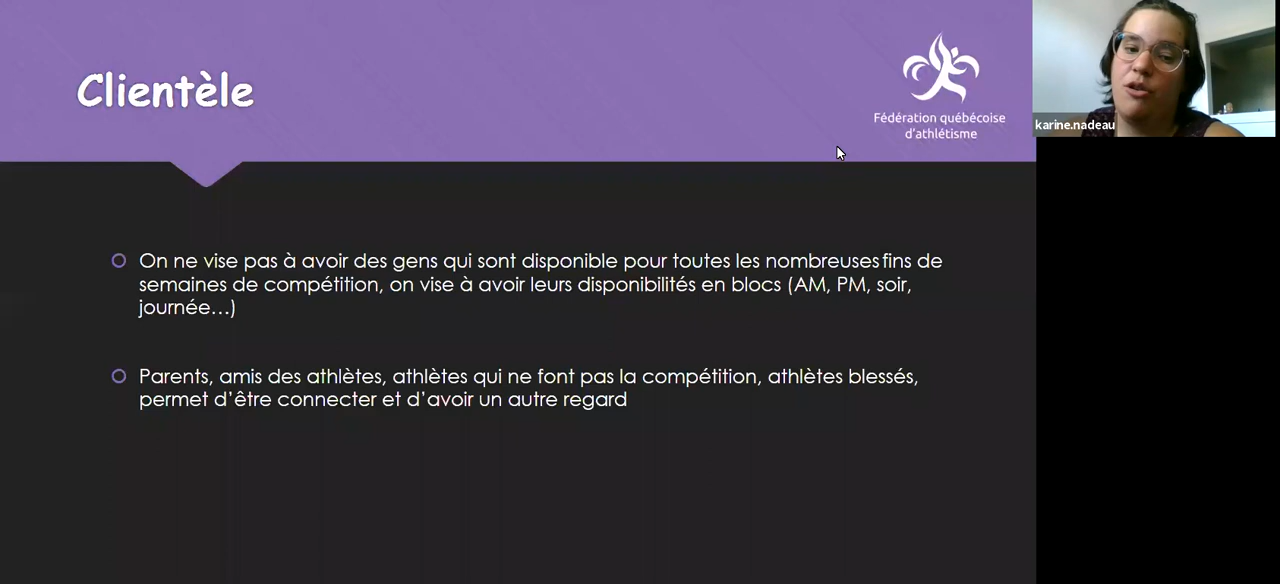 Clientèle
Fédération québécoise
d'athlétisme
karine.nadeau
On ne vise pas à avoir des gens qui sont disponible pour toutes les nombreuses fins de
semaines de compétition, on vise à avoir leurs disponibilités en blocs (AM, PM, soir,
journée…)
Parents, amis des athlètes, athlètes qui ne font pas la compétition, athlètes blessés,
permet d'être connecter et d'avoir un autre regard